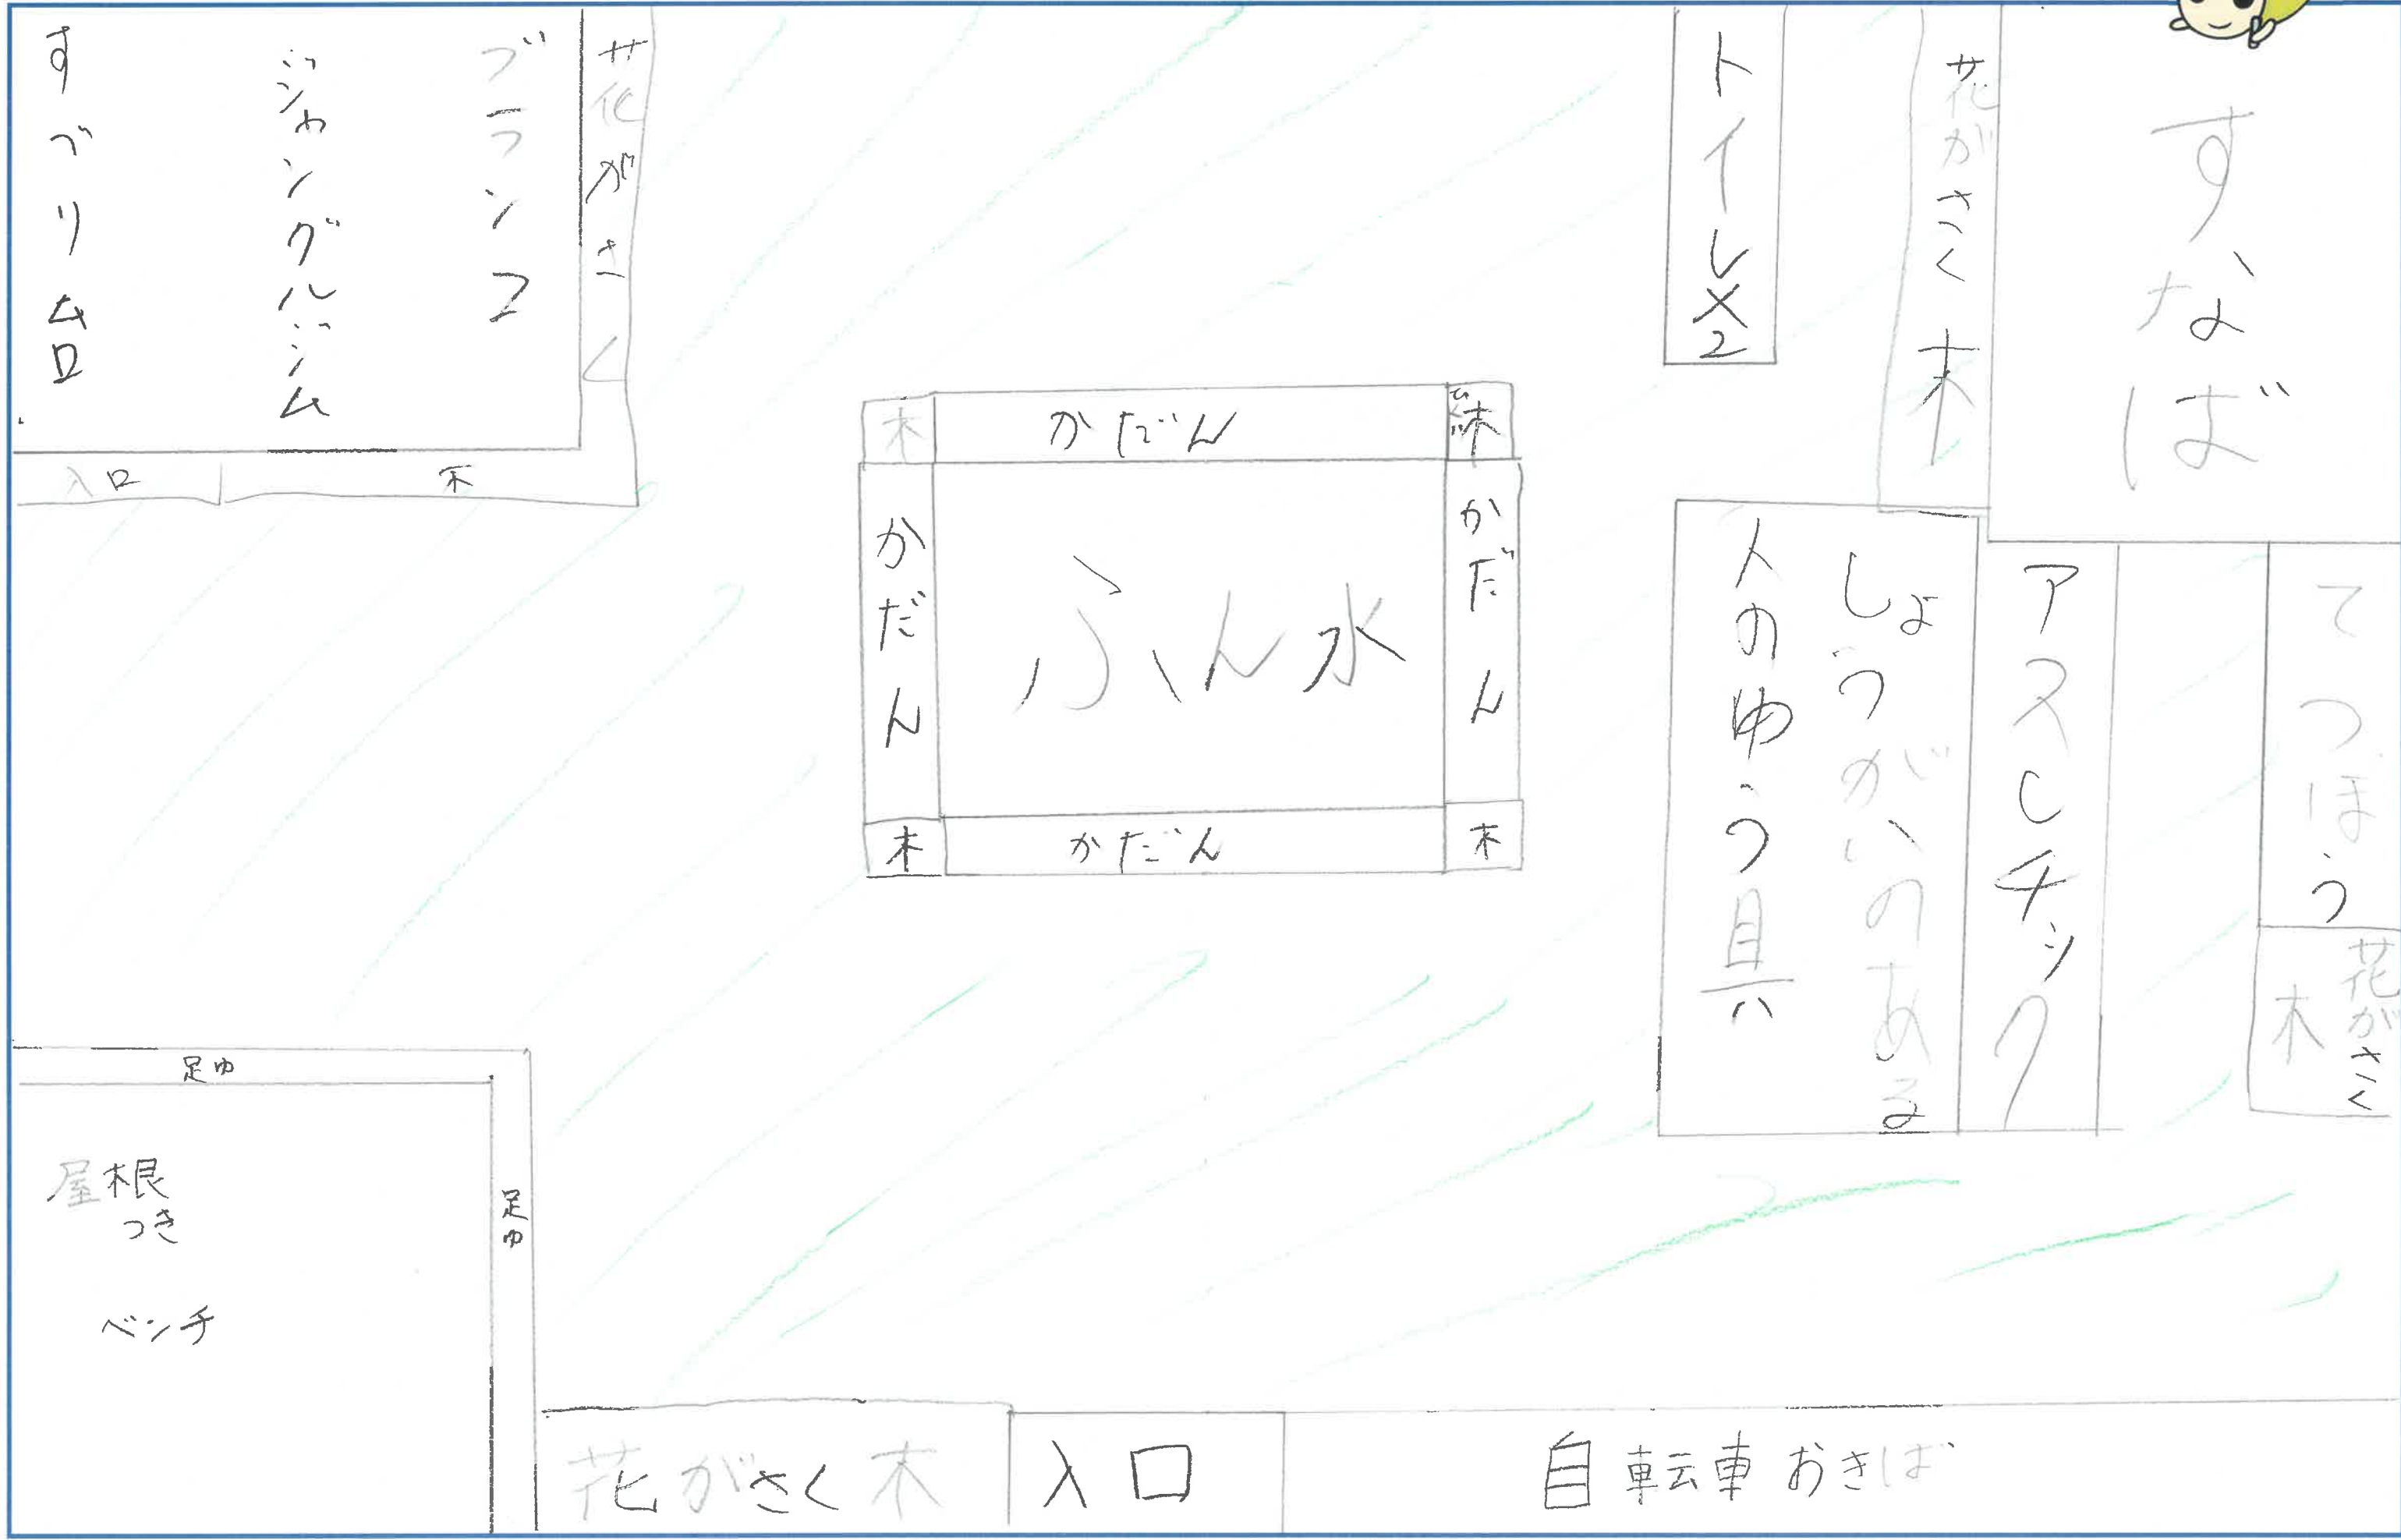 すべり台
ジャングルジム
ブランコ
花がさく
木
入口
トイレ×2
花がさく木
すなば
木
かだん
木
かだん
ふん水
かだん
木
かだん
木
しょうがいのある
人のゆう具
アスレチック
てつぼう
花がさく
木
足ゆ
足ゆ
屋根
つき
ベンチ
花がさく木
入口
自転車おきば